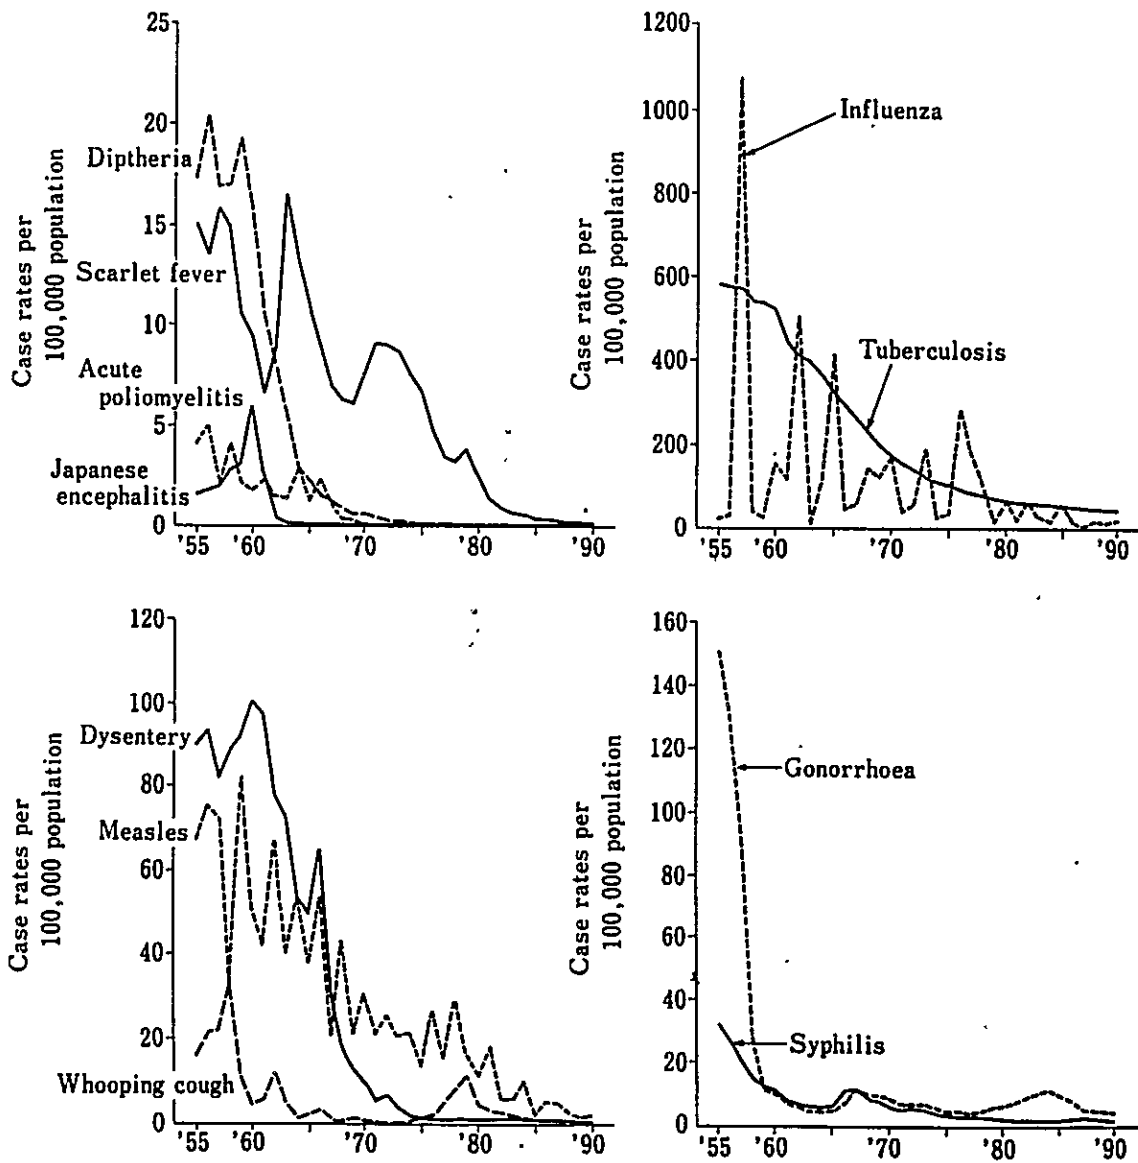 Case rates per
100,000 population
25
20
15
10
5
0
Diptheria
Scarlet fever
Acute
poliomyelitis
Japanese
encephalitis
'55
'60
'70
'80
'90
Case rates per
100,000 population
1200
1000
800
600
400
200
0
Influenza
Tuberculosis
'55
'60
'70
'80
'90
Case rates per
100,000 population
120
100
80
60
40
20
0
Dysentery
Measles
Whooping cough
'55
'60
'70
'80
'90
Case rates per
100,000 population
160
140
120
100
80
60
40
20
0
Gonorrhoea
Syphilis
'55
'60
'70
'80
'90